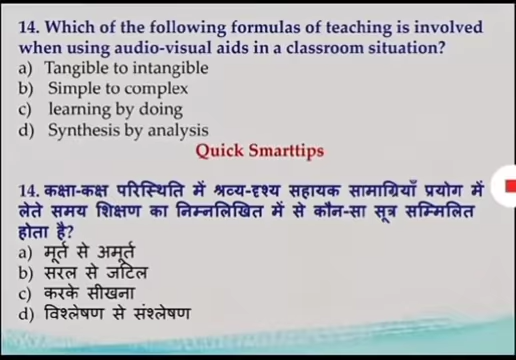 14. Which of the following formulas of teaching is involved
when using audio-visual aids in a classroom situation?
a) Tangible to intangible
b) Simple to complex
c) learning by doing
d) Synthesis by analysis
Quick Smarttips
14. कक्षा-कक्ष परिस्थिति में श्रव्य-दृश्य सहायक सामाग्रियाँ प्रयोग में
लेते समय शिक्षण का निम्नलिखित में से कौन-सा सूत्र सम्मिलित
होता है?
a) मूर्त से अमूर्त
b) सरल से जटिल
c) करके सीखना
d) विश्लेषण से संश्लेषण